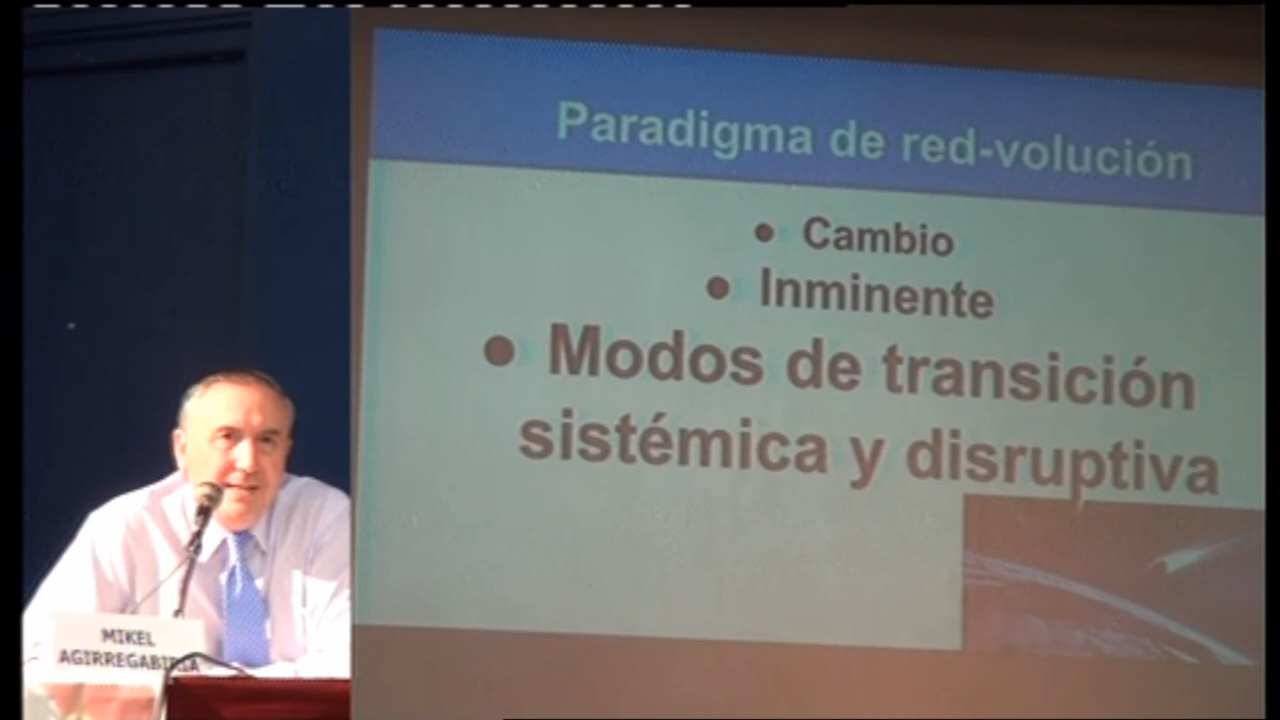 Paradigma de red-volución
• Cambio
• Inminente
• Modos de transición
sistémica y disruptiva
MIKEL
AGIRREGABIRIA